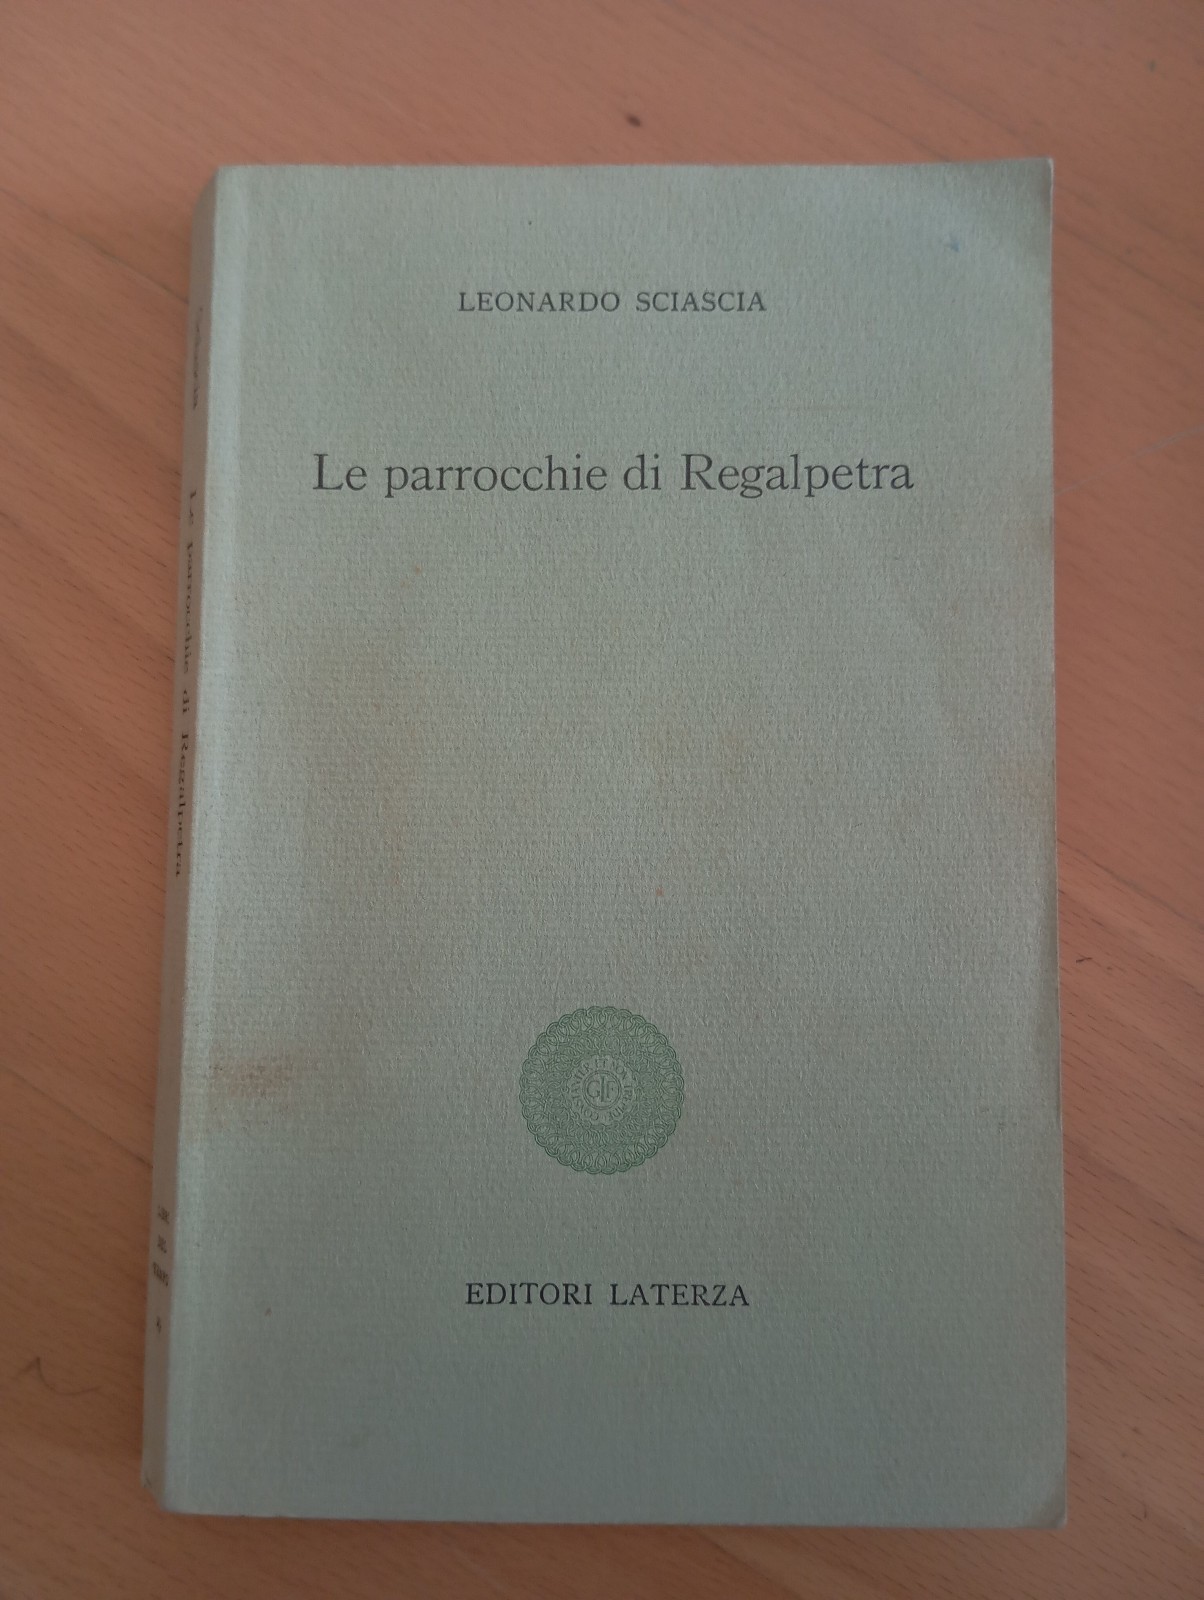 LEONARDO SCIASCIA
Le parrocchie di Regalpetra
EDITORI LATERZA
Le parrocchie di Regalpetra